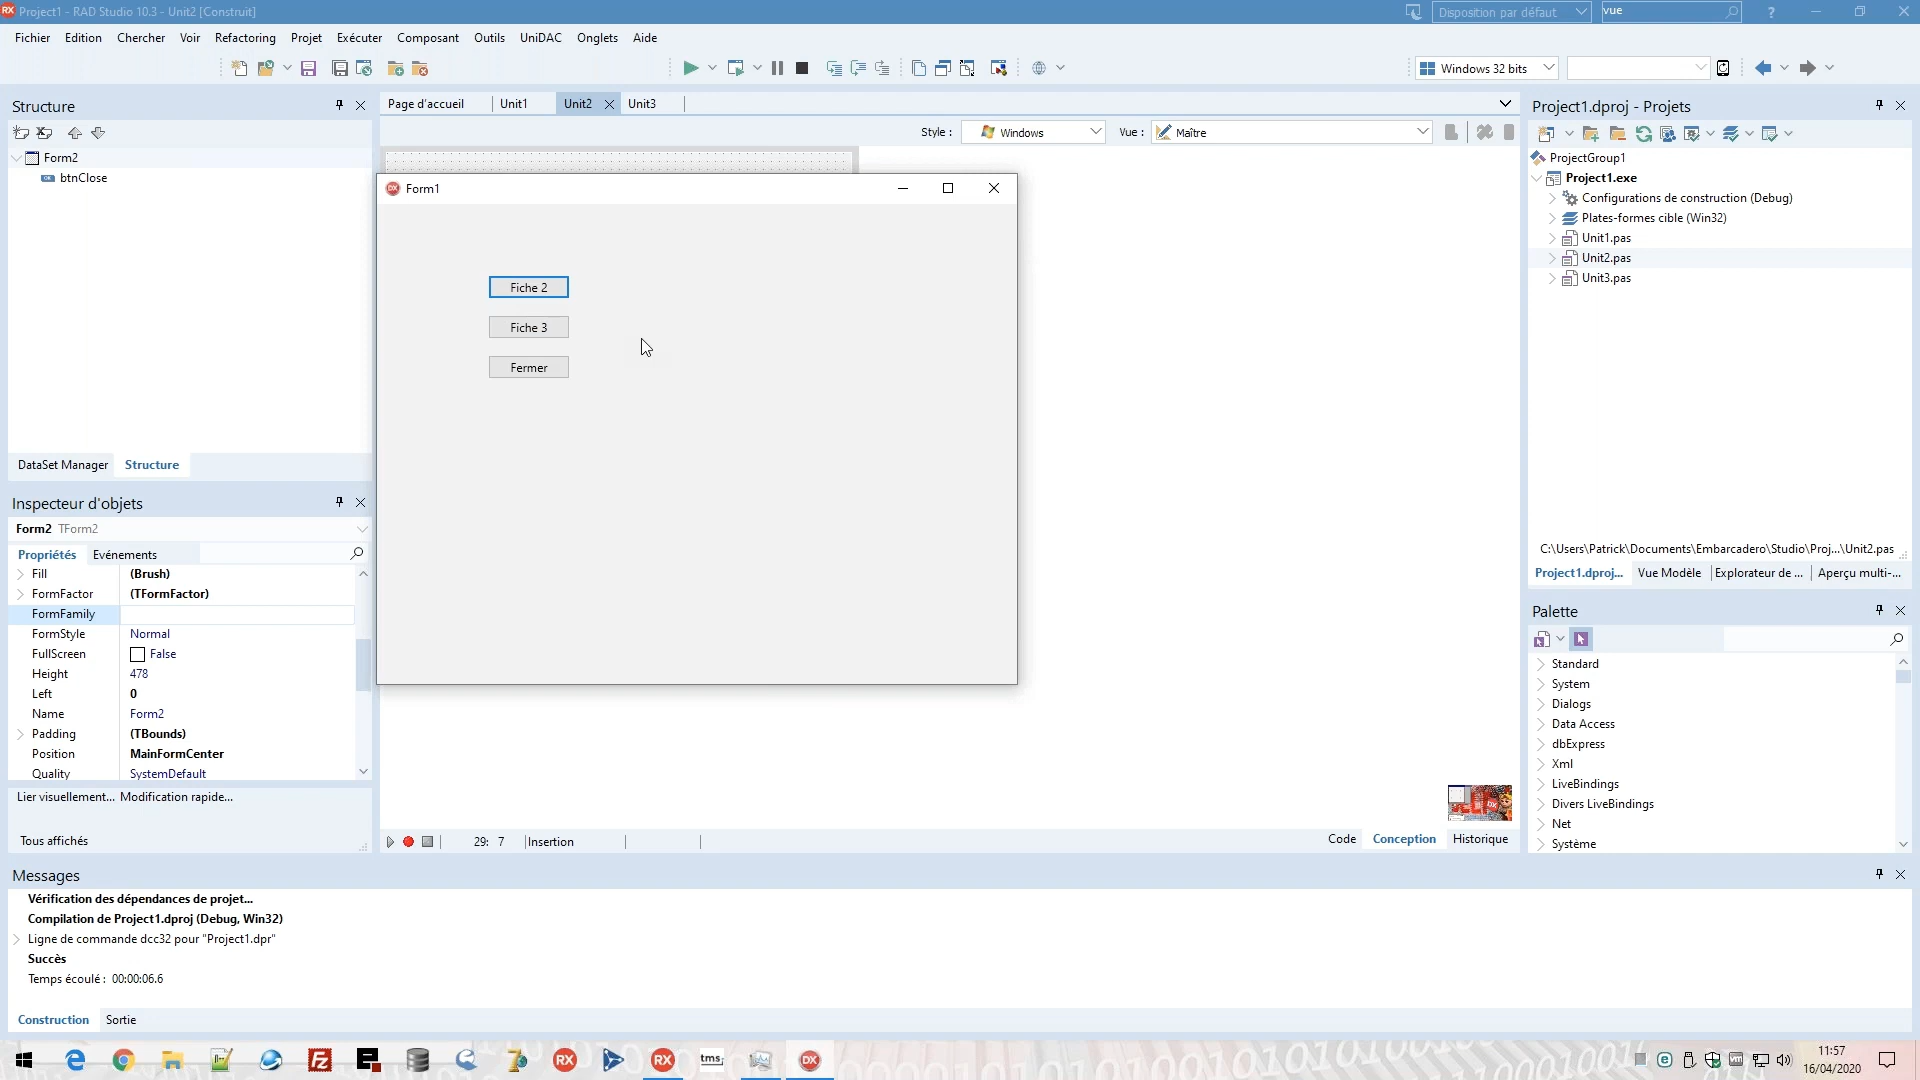 Project1 - RAD Studio 10.3 - Unit2 [Construit]
Disposition par défaut
vue
?
Fichier Edition Chercher Voir Refactoring Projet Exécuter Composant Outils UniDAC Onglets Aide
Windows 32 bits
Structure
Page d'accueil Unit1 Unit2 Unit3
Project1.dproj - Projets
Style : Windows Vue : Maître
Form2
btnClose
ProjectGroup1
Project1.exe
Configurations de construction (Debug)
Plates-formes cible (Win32)
Unit1.pas
Unit2.pas
Unit3.pas
Form1
Fiche 2
Fiche 3
Fermer
DataSet Manager Structure
Inspecteur d'objets
Form2 TForm2
Propriétés Evénements
Fill (Brush)
FormFactor (TFormFactor)
FormFamily
FormStyle Normal
FullScreen False
Height 478
Left 0
Name Form2
Padding (TBounds)
Position MainFormCenter
Quality SystemDefault
Lier visuellement... Modification rapide...
Tous affichés
C:\Users\Patrick\Documents\Embarcadero\Studio\Proj...\Unit2.pas
Project1.dproj... Vue Modèle Explorateur de ... Aperçu multi-...
Palette
Standard
System
Dialogs
Data Access
dbExpress
Xml
LiveBindings
Divers LiveBindings
Net
Système
29: 7 Insertion
Code Conception Historique
Messages
Vérification des dépendances de projet...
Compilation de Project1.dproj (Debug, Win32)
Ligne de commande dcc32 pour "Project1.dpr"
Succès
Temps écoulé : 00:00:06.6
Construction Sortie
RX
RX
tms
DX
11:57
16/04/2020